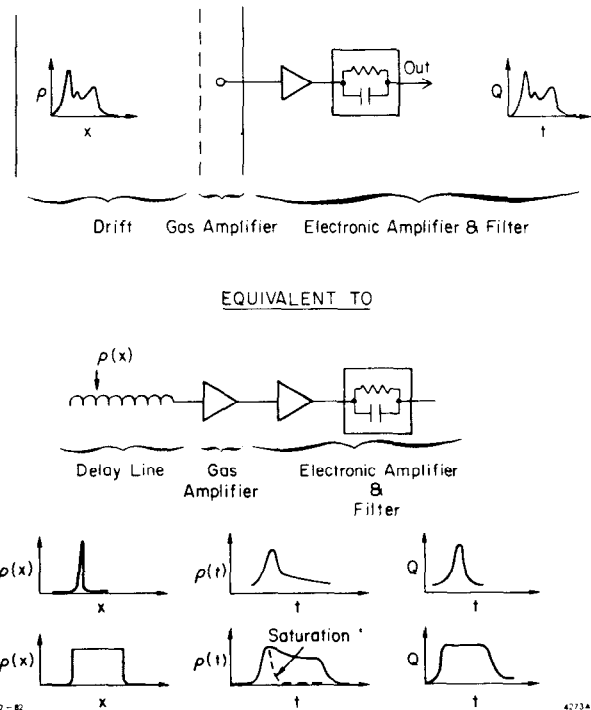 Out
ρ
x
Q
t
Drift
Gas Amplifier
Electronic Amplifier & Filter
EQUIVALENT TO
ρ(x)
Delay Line
Gas
Amplifier
Electronic Amplifier
&
Filter
ρ(x)
x
ρ(t)
t
Q
t
ρ(x)
x
ρ(t)
Saturation
t
Q
t
4273A